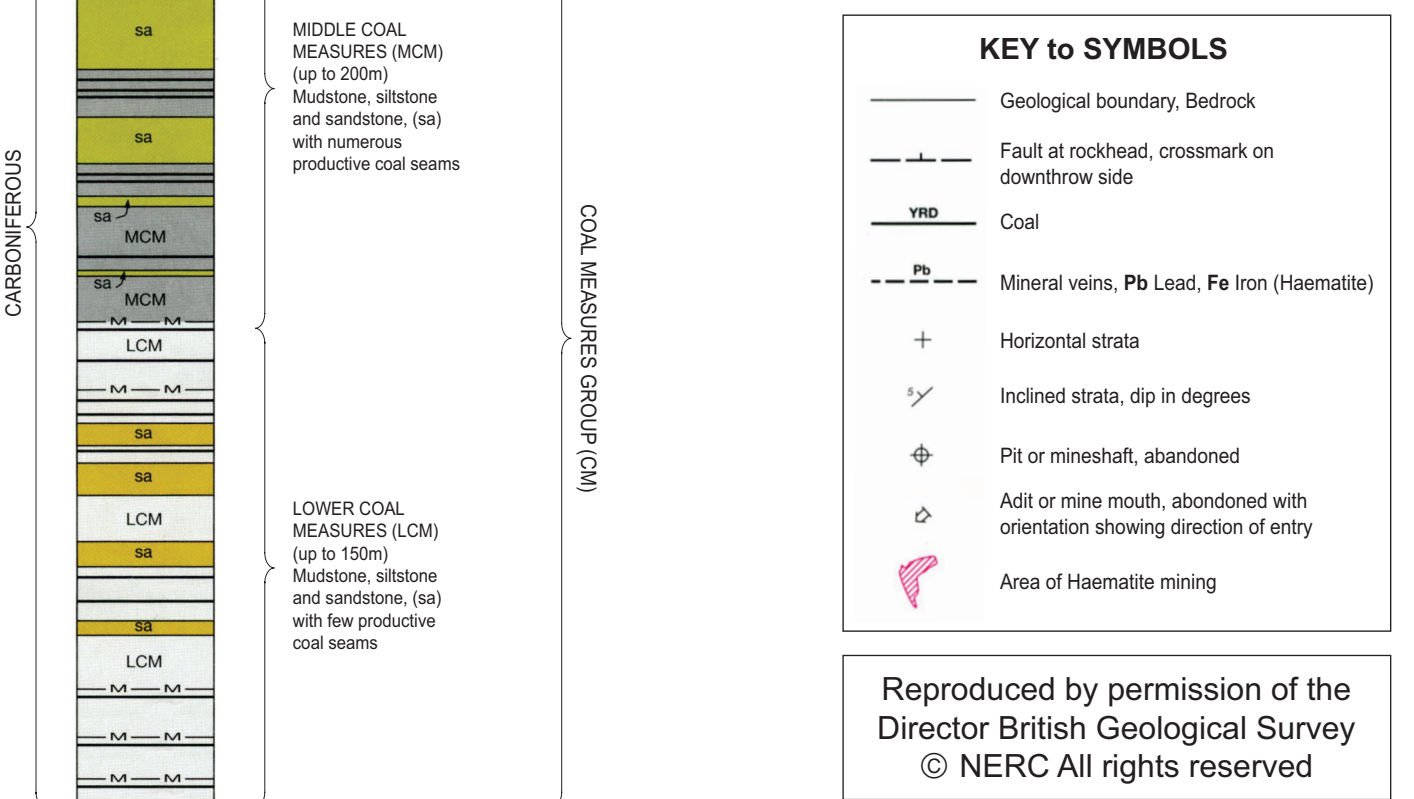 CARBONIFEROUS
sa
sa
sa
MCM
sa
MCM
M M
LCM
M M
sa
sa
LCM
sa
sa
LCM
M M
M M
M M
MIDDLE COAL
MEASURES (MCM)
(up to 200m)
Mudstone, siltstone
and sandstone, (sa)
with numerous
productive coal seams
LOWER COAL
MEASURES (LCM)
(up to 150m)
Mudstone, siltstone
and sandstone, (sa)
with few productive
coal seams
COAL MEASURES GROUP (CM)
KEY to SYMBOLS
Geological boundary, Bedrock
Fault at rockhead, crossmark on
downthrow side
YRD
Coal
Pb
Mineral veins, Pb Lead, Fe Iron (Haematite)
Horizontal strata
5
Inclined strata, dip in degrees
Pit or mineshaft, abandoned
Adit or mine mouth, abondoned with
orientation showing direction of entry
Area of Haematite mining
Reproduced by permission of the
Director British Geological Survey
© NERC All rights reserved